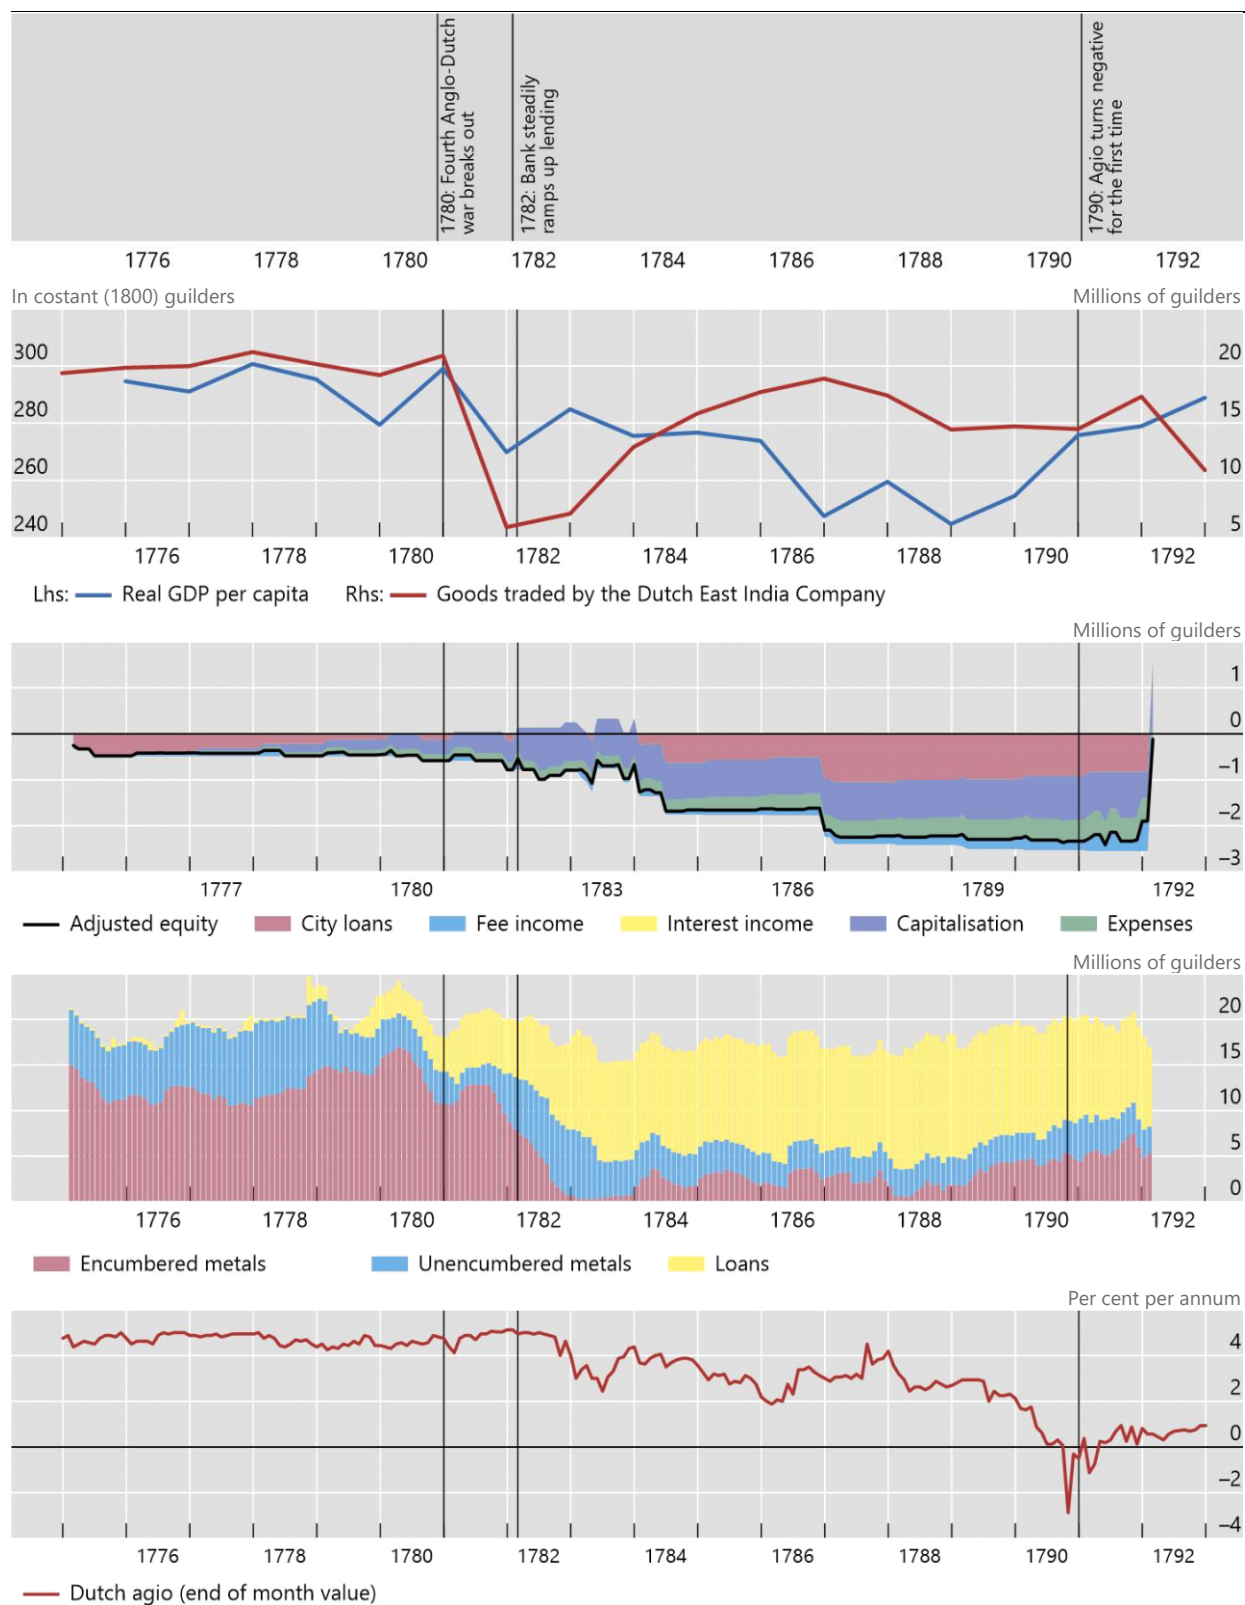 1780: Fourth Anglo-Dutch
war breaks out
1782: Bank steadily
ramps up lending
1790: Agio turns negative
for the first time
1776 1778 1780 1782 1784 1786 1788 1790 1792
In costant (1800) guilders Millions of guilders
300 20
280 15
260 10
240 5
1776 1778 1780 1782 1784 1786 1788 1790 1792
Lhs: Real GDP per capita Rhs: Goods traded by the Dutch East India Company
Millions of guilders
1
0
–1
–2
–3
1777 1780 1783 1786 1789 1792
Adjusted equity City loans Fee income Interest income Capitalisation Expenses
Millions of guilders
20
15
10
5
0
1776 1778 1780 1782 1784 1786 1788 1790 1792
Encumbered metals Unencumbered metals Loans
Per cent per annum
4
2
0
–2
–4
1776 1778 1780 1782 1784 1786 1788 1790 1792
Dutch agio (end of month value)